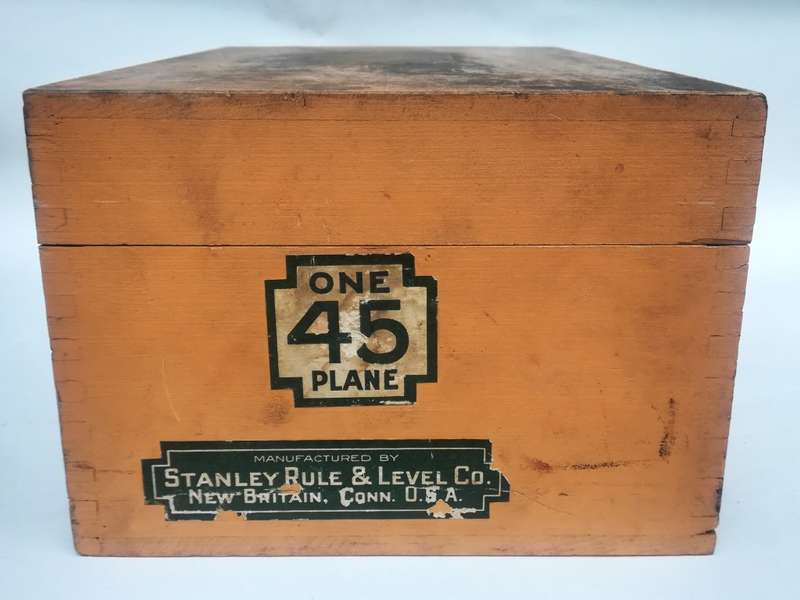 ONE
45
PLANE
MANUFACTURED BY
STANLEY RULE & LEVEL CO.
NEW BRITAIN, CONN. U.S.A.